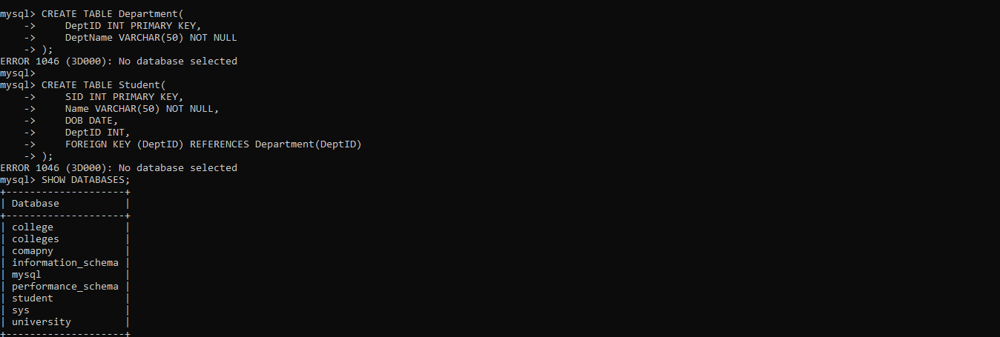 mysql> CREATE TABLE Department(
    ->     DeptID INT PRIMARY KEY,
    ->     DeptName VARCHAR(50) NOT NULL
    -> );
ERROR 1046 (3D000): No database selected
mysql>
mysql> CREATE TABLE Student(
    ->     SID INT PRIMARY KEY,
    ->     Name VARCHAR(50) NOT NULL,
    ->     DOB DATE,
    ->     DeptID INT,
    ->     FOREIGN KEY (DeptID) REFERENCES Department(DeptID)
    -> );
ERROR 1046 (3D000): No database selected
mysql> SHOW DATABASES;
+--------------------+
| Database           |
+--------------------+
| college            |
| colleges           |
| comapny            |
| information_schema |
| mysql              |
| performance_schema |
| student            |
| sys                |
| university         |
+--------------------+